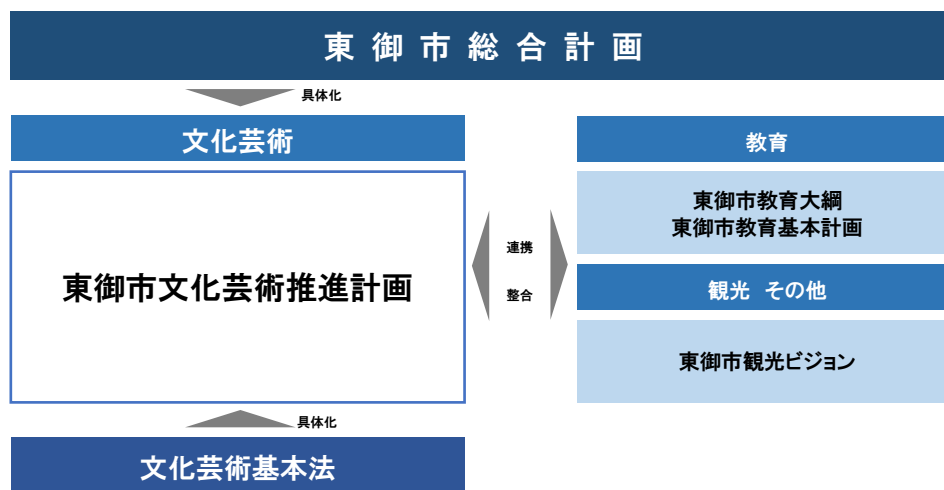 東御市総合計画
具体化
文化芸術
東御市文化芸術推進計画
具体化
文化芸術基本法
連携
整合
教育
東御市教育大綱
東御市教育基本計画
観光 その他
東御市観光ビジョン